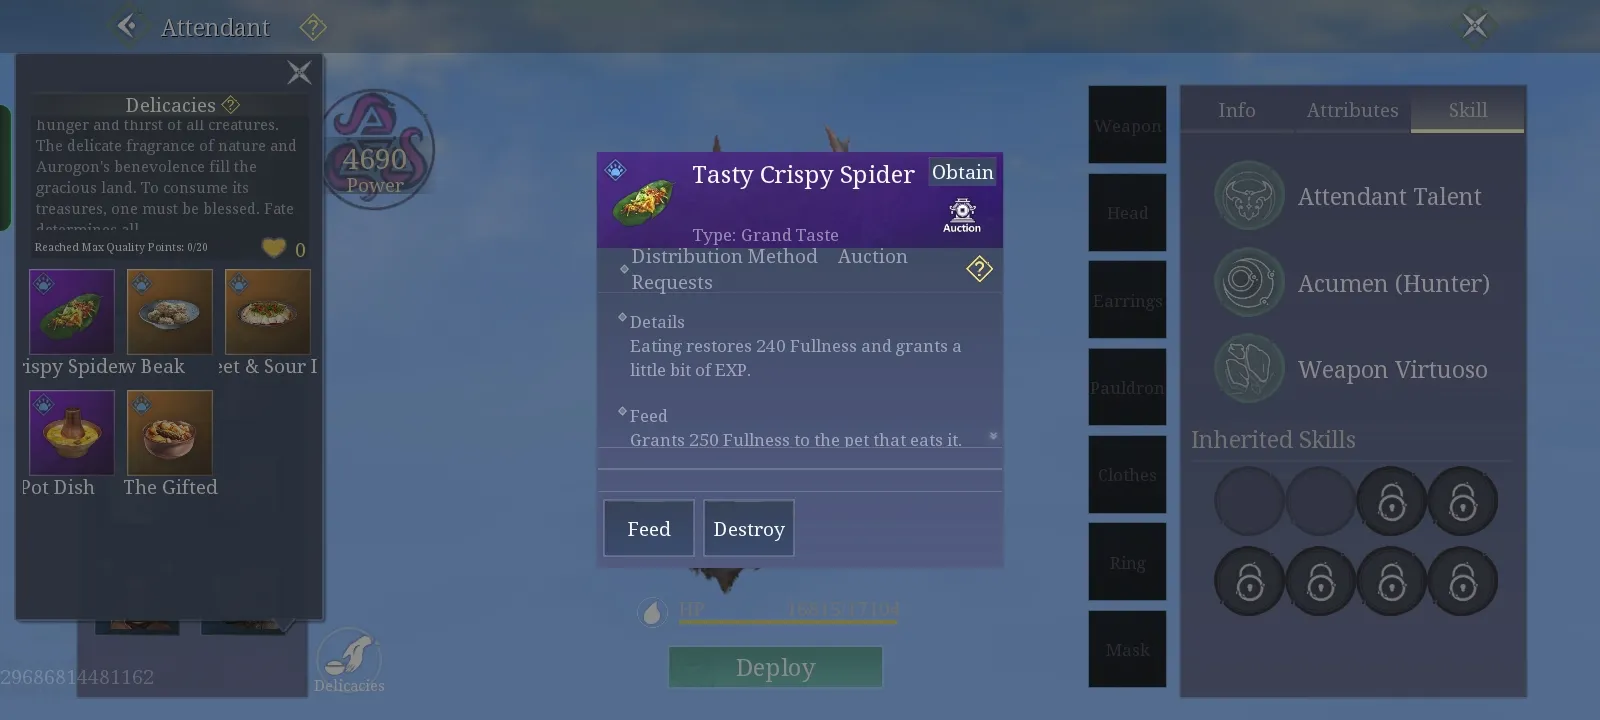 Attendant
Delicacies
hunger and thirst of all creatures.
The delicate fragrance of nature and
Aurogon's benevolence fill the
gracious land. To consume its
treasures, one must be blessed. Fate
determines all
Reached Max Quality Points: 0/20
0
ispy Spider
w Beak
eet & Sour
Pot Dish
The Gifted
4690
Power
Tasty Crispy Spider
Obtain
Auction
Type: Grand Taste
Distribution Method Auction
Requests
Details
Eating restores 240 Fullness and grants a
little bit of EXP.
Feed
Grants 250 Fullness to the pet that eats it.
Feed
Destroy
HP
Deploy
Delicacies
29686814481162
Weapon
Head
Earrings
Pauldron
Clothes
Ring
Mask
Info
Attributes
Skill
Attendant Talent
Acumen (Hunter)
Weapon Virtuoso
Inherited Skills